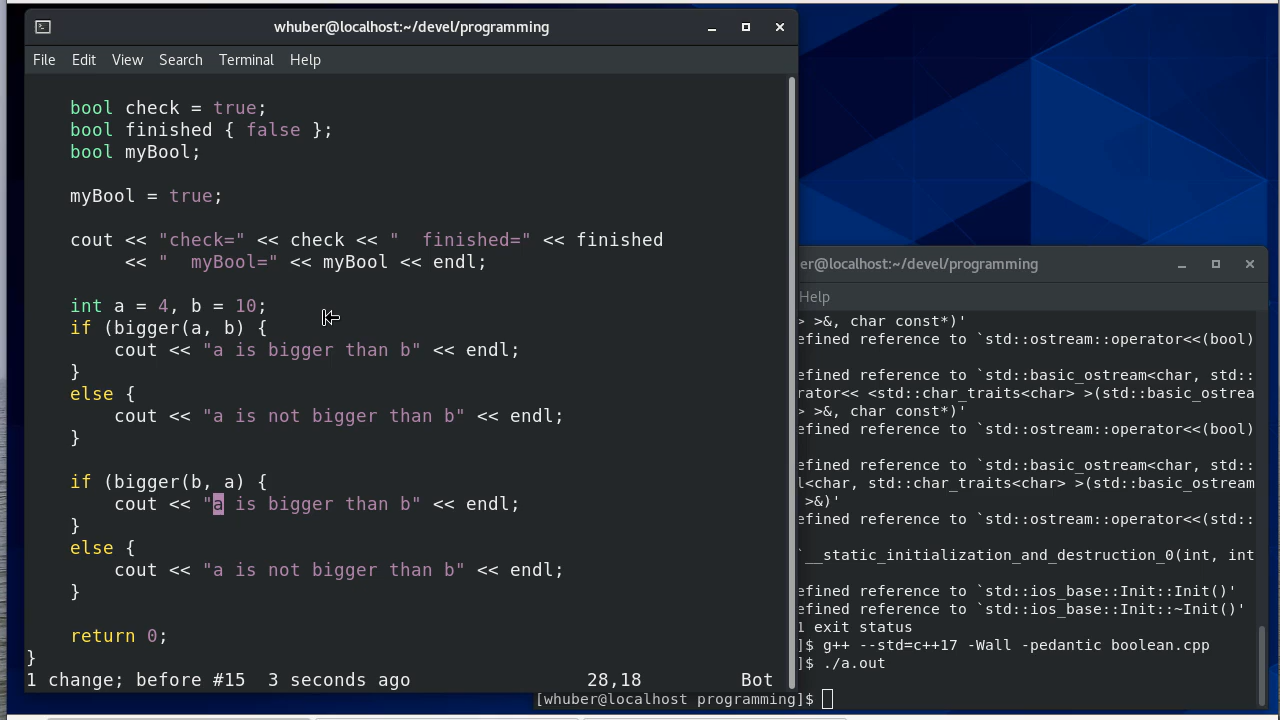 whuber@localhost:~/devel/programming
File Edit View Search Terminal Help
bool check = true;
bool finished { false };
bool myBool;
myBool = true;
cout << "check=" << check << "  finished=" << finished
<< "  myBool=" << myBool << endl;
int a = 4, b = 10;
if (bigger(a, b) {
cout << "a is bigger than b" << endl;
}
else {
cout << "a is not bigger than b" << endl;
}
if (bigger(b, a) {
cout << "a is bigger than b" << endl;
}
else {
cout << "a is not bigger than b" << endl;
}
return 0;
}
1 change; before #15  3 seconds ago 28,18 Bot
er@localhost:~/devel/programming
Help
> >&, char const*)'
efined reference to `std::ostream::operator<<(bool)
efined reference to `std::basic_ostream<char, std::
rator<< <std::char_traits<char> >(std::basic_ostrea
> >&, char const*)'
efined reference to `std::ostream::operator<<(bool)
efined reference to `std::basic_ostream<char, std::
l<char, std::char_traits<char> >(std::basic_ostream
>&)'
efined reference to `std::ostream::operator<<(std::
`__static_initialization_and_destruction_0(int, int
efined reference to `std::ios_base::Init::Init()'
efined reference to `std::ios_base::Init::~Init()'
1 exit status
]$ g++ --std=c++17 -Wall -pedantic boolean.cpp
]$ ./a.out
[whuber@localhost programming]$